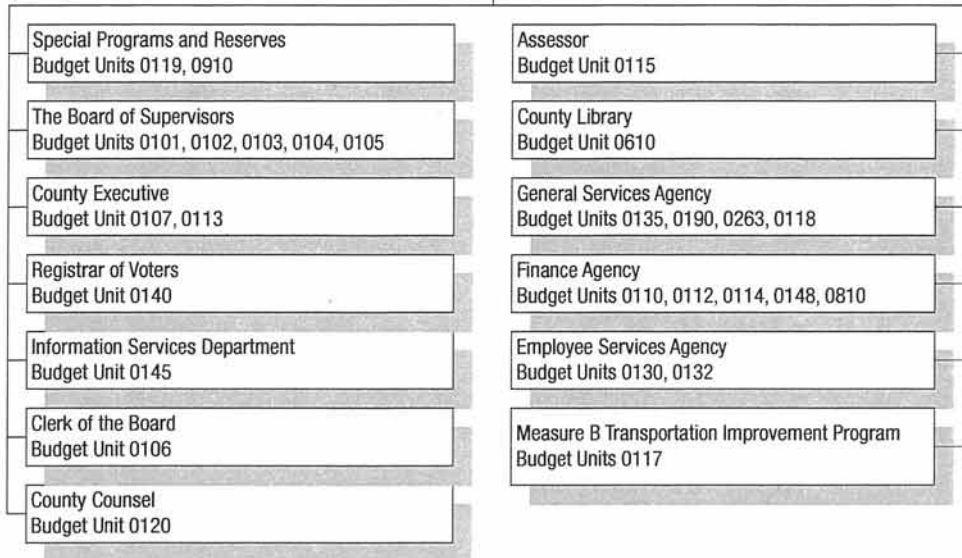 Special Programs and Reserves
Budget Units 0119, 0910
The Board of Supervisors
Budget Units 0101, 0102, 0103, 0104, 0105
County Executive
Budget Unit 0107, 0113
Registrar of Voters
Budget Unit 0140
Information Services Department
Budget Unit 0145
Clerk of the Board
Budget Unit 0106
County Counsel
Budget Unit 0120
Assessor
Budget Unit 0115
County Library
Budget Unit 0610
General Services Agency
Budget Units 0135, 0190, 0263, 0118
Finance Agency
Budget Units 0110, 0112, 0114, 0148, 0810
Employee Services Agency
Budget Units 0130, 0132
Measure B Transportation Improvement Program
Budget Units 0117